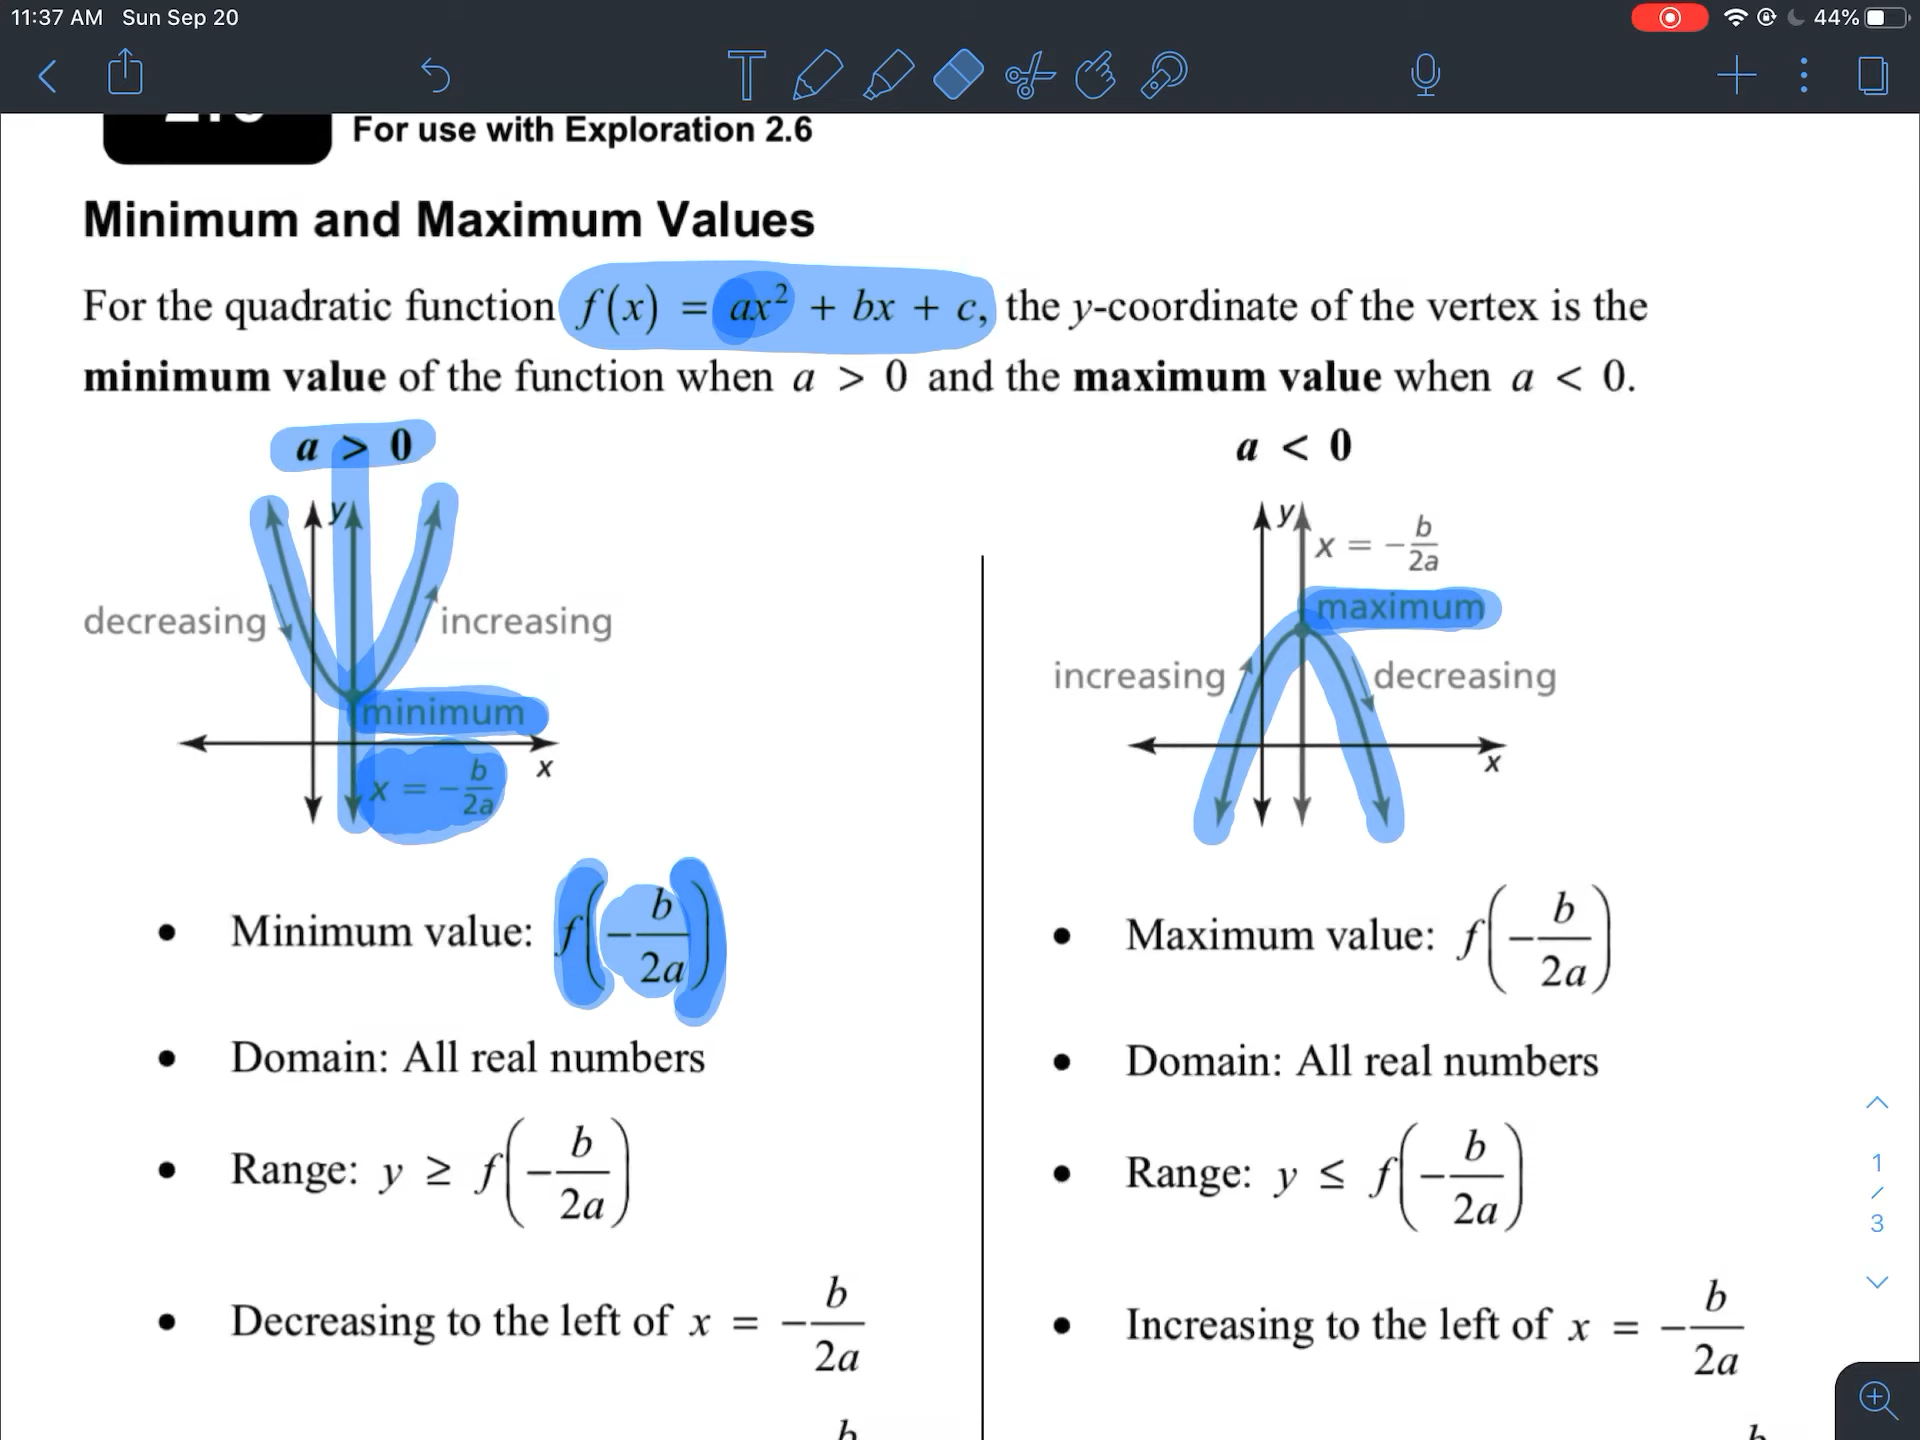 11:37 AM Sun Sep 20
44%
For use with Exploration 2.6
Minimum and Maximum Values
For the quadratic function f(x) = ax² + bx + c, the y-coordinate of the vertex is the
minimum value of the function when a > 0 and the maximum value when a < 0.
a > 0
y
decreasing
increasing
minimum
x = -b/2a
x
• Minimum value: f(-b/2a)
• Domain: All real numbers
• Range: y ≥ f(-b/2a)
• Decreasing to the left of x = -b/2a
b
a < 0
y
x = -b/2a
maximum
increasing
decreasing
x
• Maximum value: f(-b/2a)
• Domain: All real numbers
• Range: y ≤ f(-b/2a)
• Increasing to the left of x = -b/2a
b
1
/
3